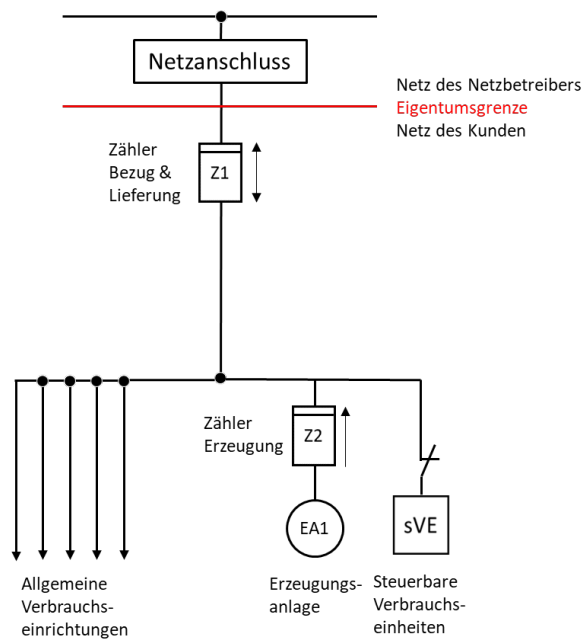 Netzanschluss
Netz des Netzbetreibers
Eigentumsgrenze
Netz des Kunden
Zähler
Bezug &
Lieferung
Z1
Zähler
Erzeugung
Z2
EA1
sVE
Allgemeine
Verbrauchs-
einrichtungen
Erzeugungs-
anlage
Steuerbare
Verbrauchs-
einheiten